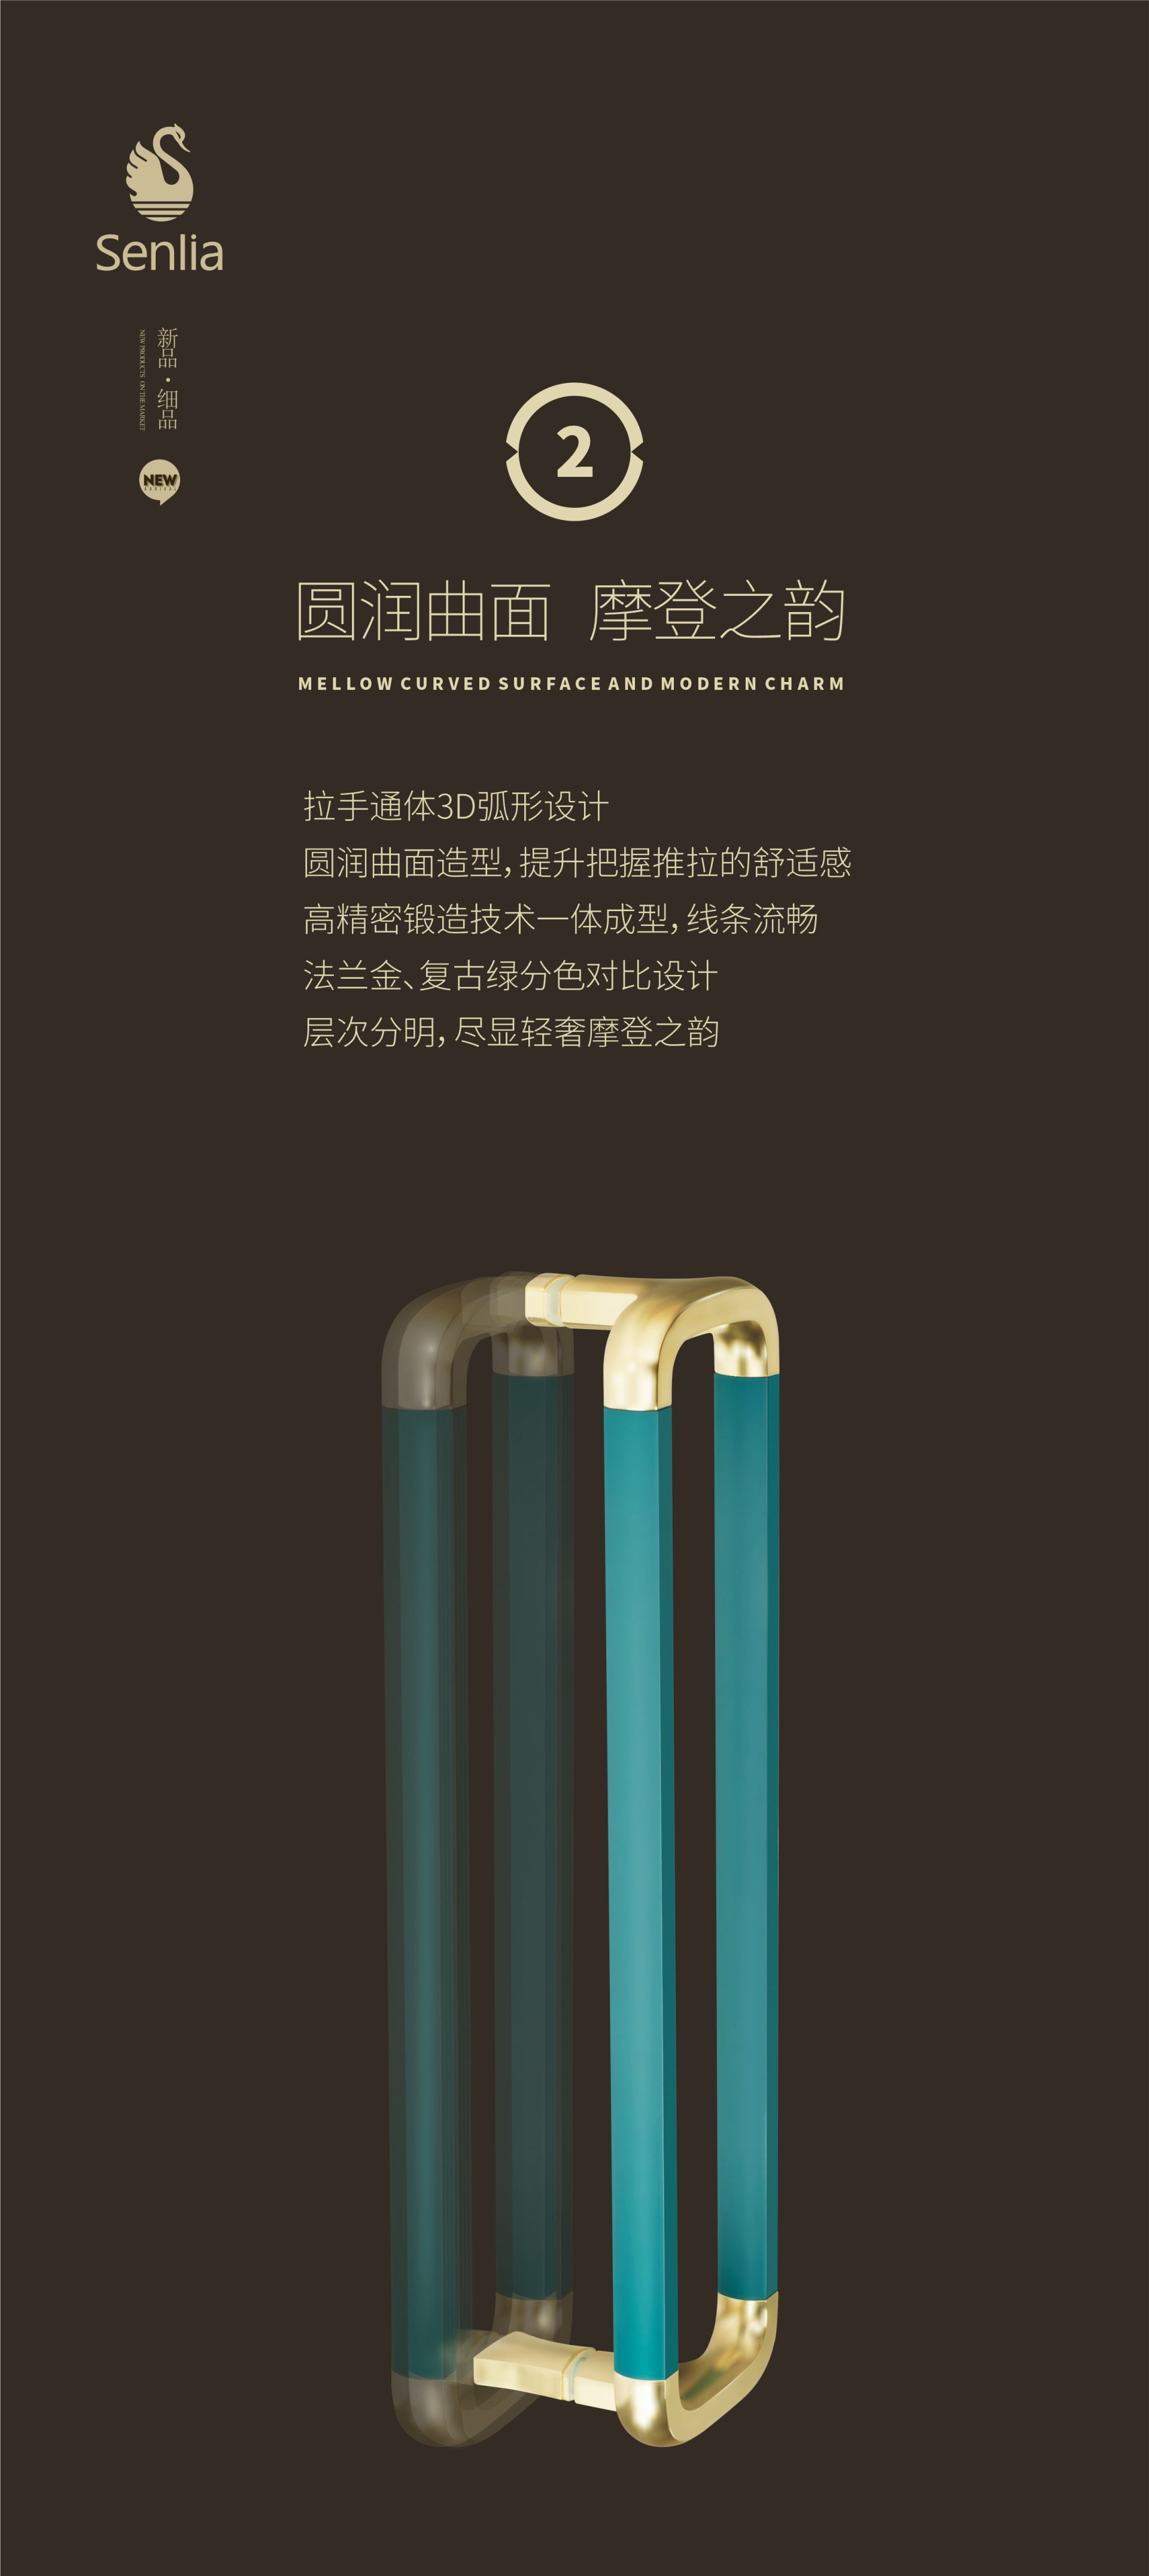 Senlia
新品·细品
NEW PRODUCTS ON THE MARKET
NEW
2
圆润曲面 摩登之韵
MELLOW CURVED SURFACE AND MODERN CHARM
拉手通体3D弧形设计
圆润曲面造型，提升把握推拉的舒适感
高精密锻造技术一体成型，线条流畅
法兰金、复古绿分色对比设计
层次分明，尽显轻奢摩登之韵